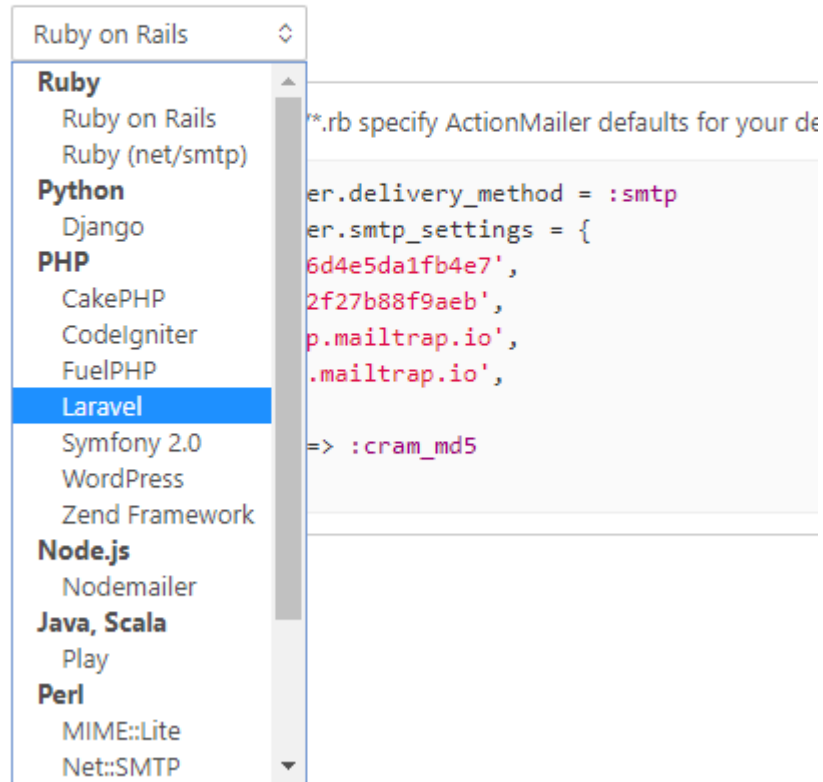 Ruby on Rails
Ruby
Ruby on Rails
Ruby (net/smtp)
Python
Django
PHP
CakePHP
CodeIgniter
FuelPHP
Laravel
Symfony 2.0
WordPress
Zend Framework
Node.js
Nodemailer
Java, Scala
Play
Perl
MIME::Lite
Net::SMTP
/*.rb specify ActionMailer defaults for your de
er.delivery_method = :smtp
er.smtp_settings = {
6d4e5da1fb4e7',
2f27b88f9aeb',
p.mailtrap.io',
.mailtrap.io',
=> :cram_md5